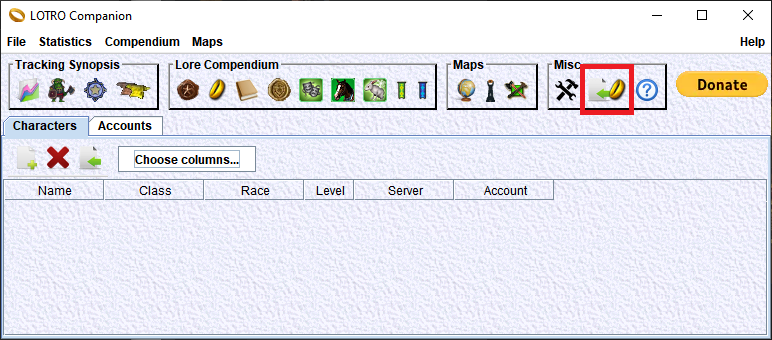 LOTRO Companion
File Statistics Compendium Maps Help
Tracking Synopsis Lore Compendium Maps Misc
Donate
Characters Accounts
Choose columns...
Name Class Race Level Server Account